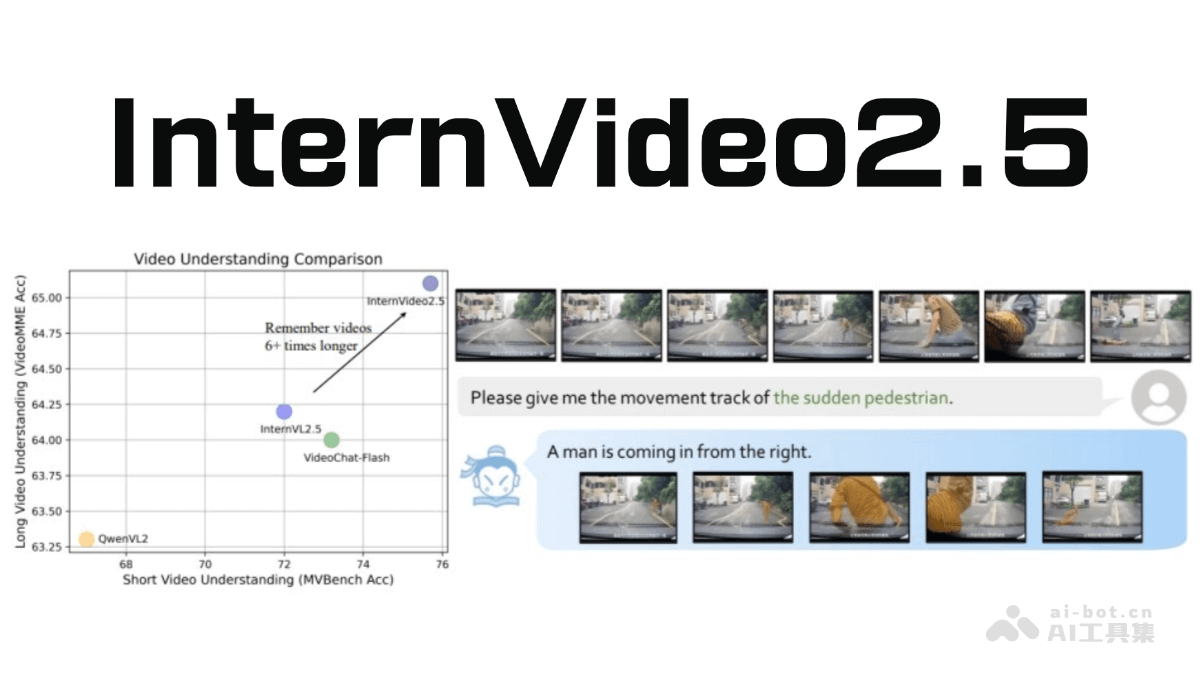 InternVideo2.5
Video Understanding Comparison
Long Video Understanding (VideoMME Acc)
65.00
64.75
64.50
64.25
64.00
63.75
63.50
63.25
InternVideo2.5
Remember videos
6+ times longer
InternVL2.5
VideoChat-Flash
QwenVL2
68
70
72
74
76
Short Video Understanding (MVBench Acc)
Please give me the movement track of the sudden pedestrian.
A man is coming in from the right.
ai-bot.cn
AI工具集